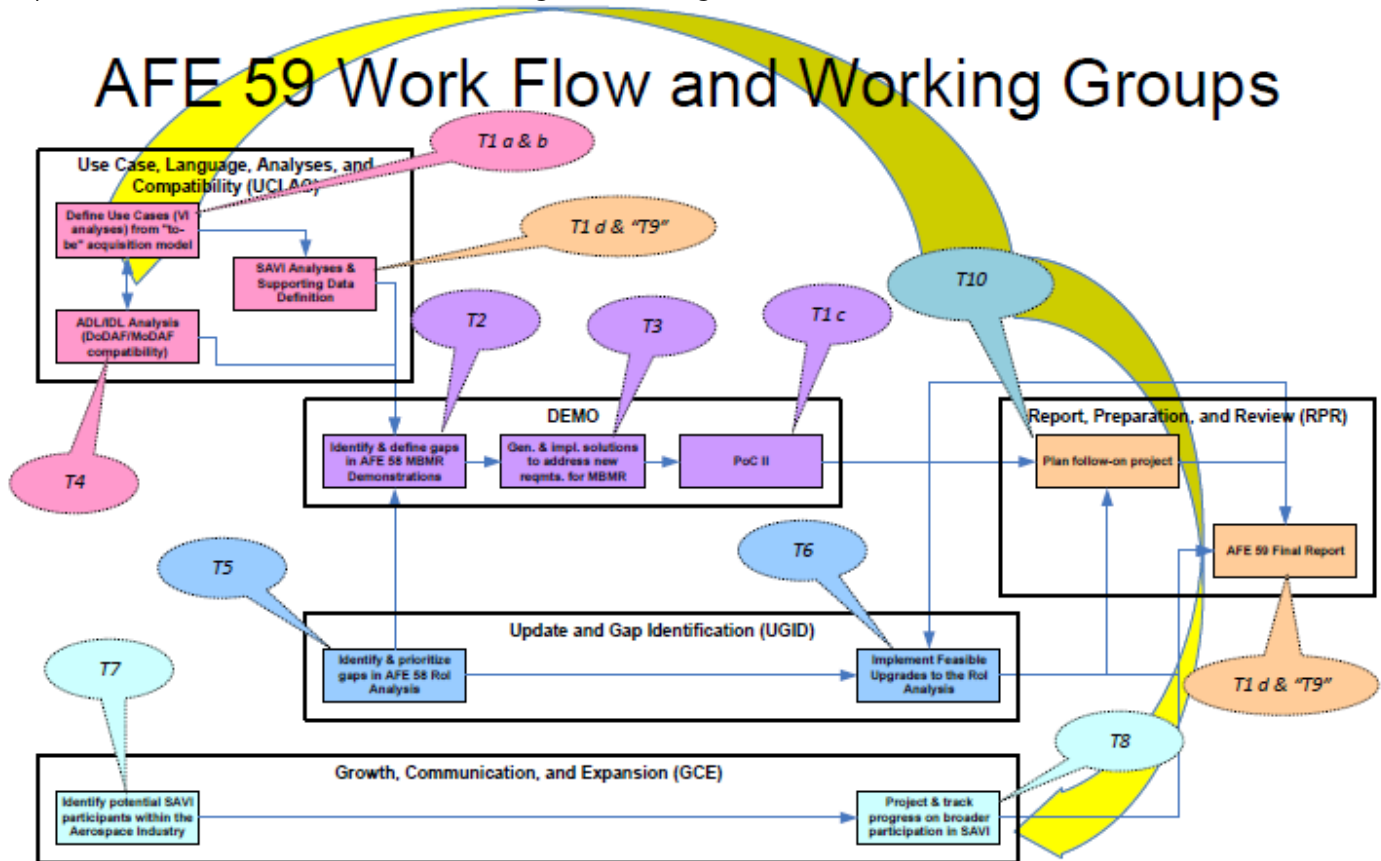 AFE 59 Work Flow and Working Groups
T1 a & b
Use Case, Language, Analyses, and
Compatibility (UCLAC)
Define Use Cases (VI
analyses) from "to-
be" acquisition model
T1 d & “T9”
SAVI Analyses &
Supporting Data
Definition
ADL/IDL Analysis
(DoDAF/MoDAF
compatibility)
T4
T2
T3
T1 c
T10
DEMO
Identify & define gaps
in AFE 58 MBMR
Demonstrations
Gen. & impl. solutions
to address new
reqmts. for MBMR
PoC II
Report, Preparation, and Review (RPR)
Plan follow-on project
AFE 59 Final Report
T1 d & “T9”
T5
T6
Update and Gap Identification (UGID)
Identify & prioritize
gaps in AFE 58 RoI
Analysis
Implement Feasible
Upgrades to the RoI
Analysis
T7
T8
Growth, Communication, and Expansion (GCE)
Identify potential SAVI
participants within the
Aerospace Industry
Project & track
progress on broader
participation in SAVI